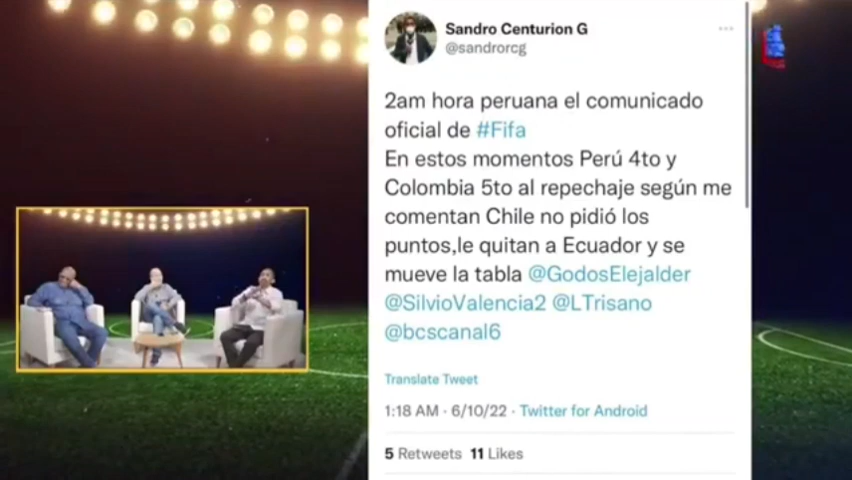 Sandro Centurion G
@sandrorcg
2am hora peruana el comunicado
oficial de #Fifa
En estos momentos Perú 4to y
Colombia 5to al repechaje según me
comentan Chile no pidió los
puntos,le quitan a Ecuador y se
mueve la tabla @GodosElejalder
@SilvioValencia2 @LTrisano
@bcscanal6
Translate Tweet
1:18 AM · 6/10/22 · Twitter for Android
5 Retweets 11 Likes